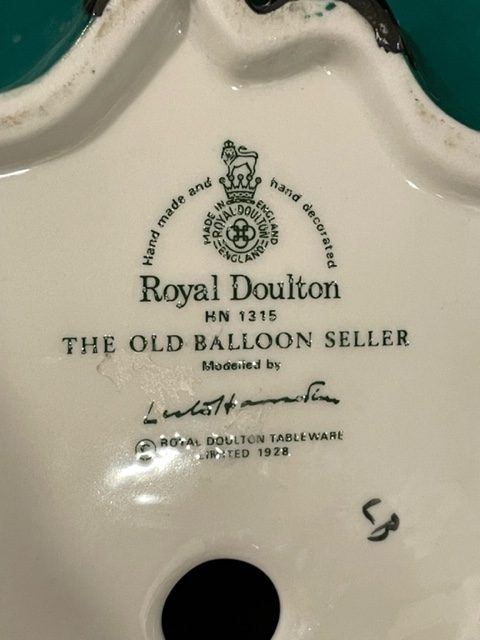 Hand made and hand decorated
MADE IN ENGLAND
ROYAL·DOULTON
ENGLAND
Royal Doulton
HN 1315
THE OLD BALLOON SELLER
Modelled by
© ROYAL DOULTON TABLEWARE
LIMITED 1928
LB